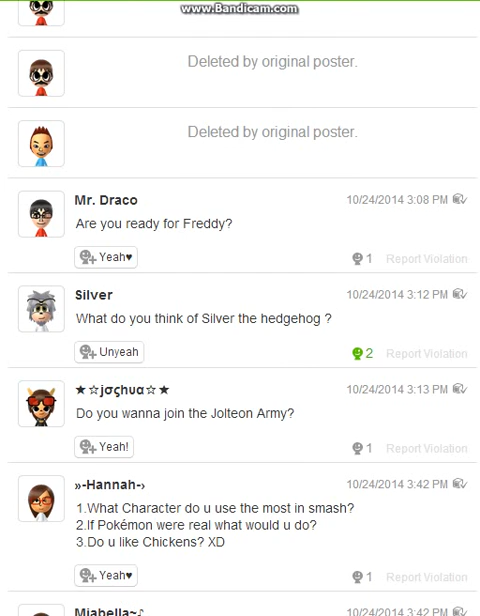 www.Bandicam.com
Deleted by original poster.
Deleted by original poster.
Mr. Draco 10/24/2014 3:08 PM
Are you ready for Freddy?
Yeah♥ 1 Report Violation
Silver 10/24/2014 3:12 PM
What do you think of Silver the hedgehog ?
Unyeah 2 Report Violation
★☆jσςhυα☆★ 10/24/2014 3:13 PM
Do you wanna join the Jolteon Army?
Yeah! 1 Report Violation
»-Hannah-› 10/24/2014 3:42 PM
1.What Character do u use the most in smash?
2.If Pokémon were real what would u do?
3.Do u like Chickens? XD
Yeah♥ 1 Report Violation
Miabella~♪ 10/24/2014 3:42 PM